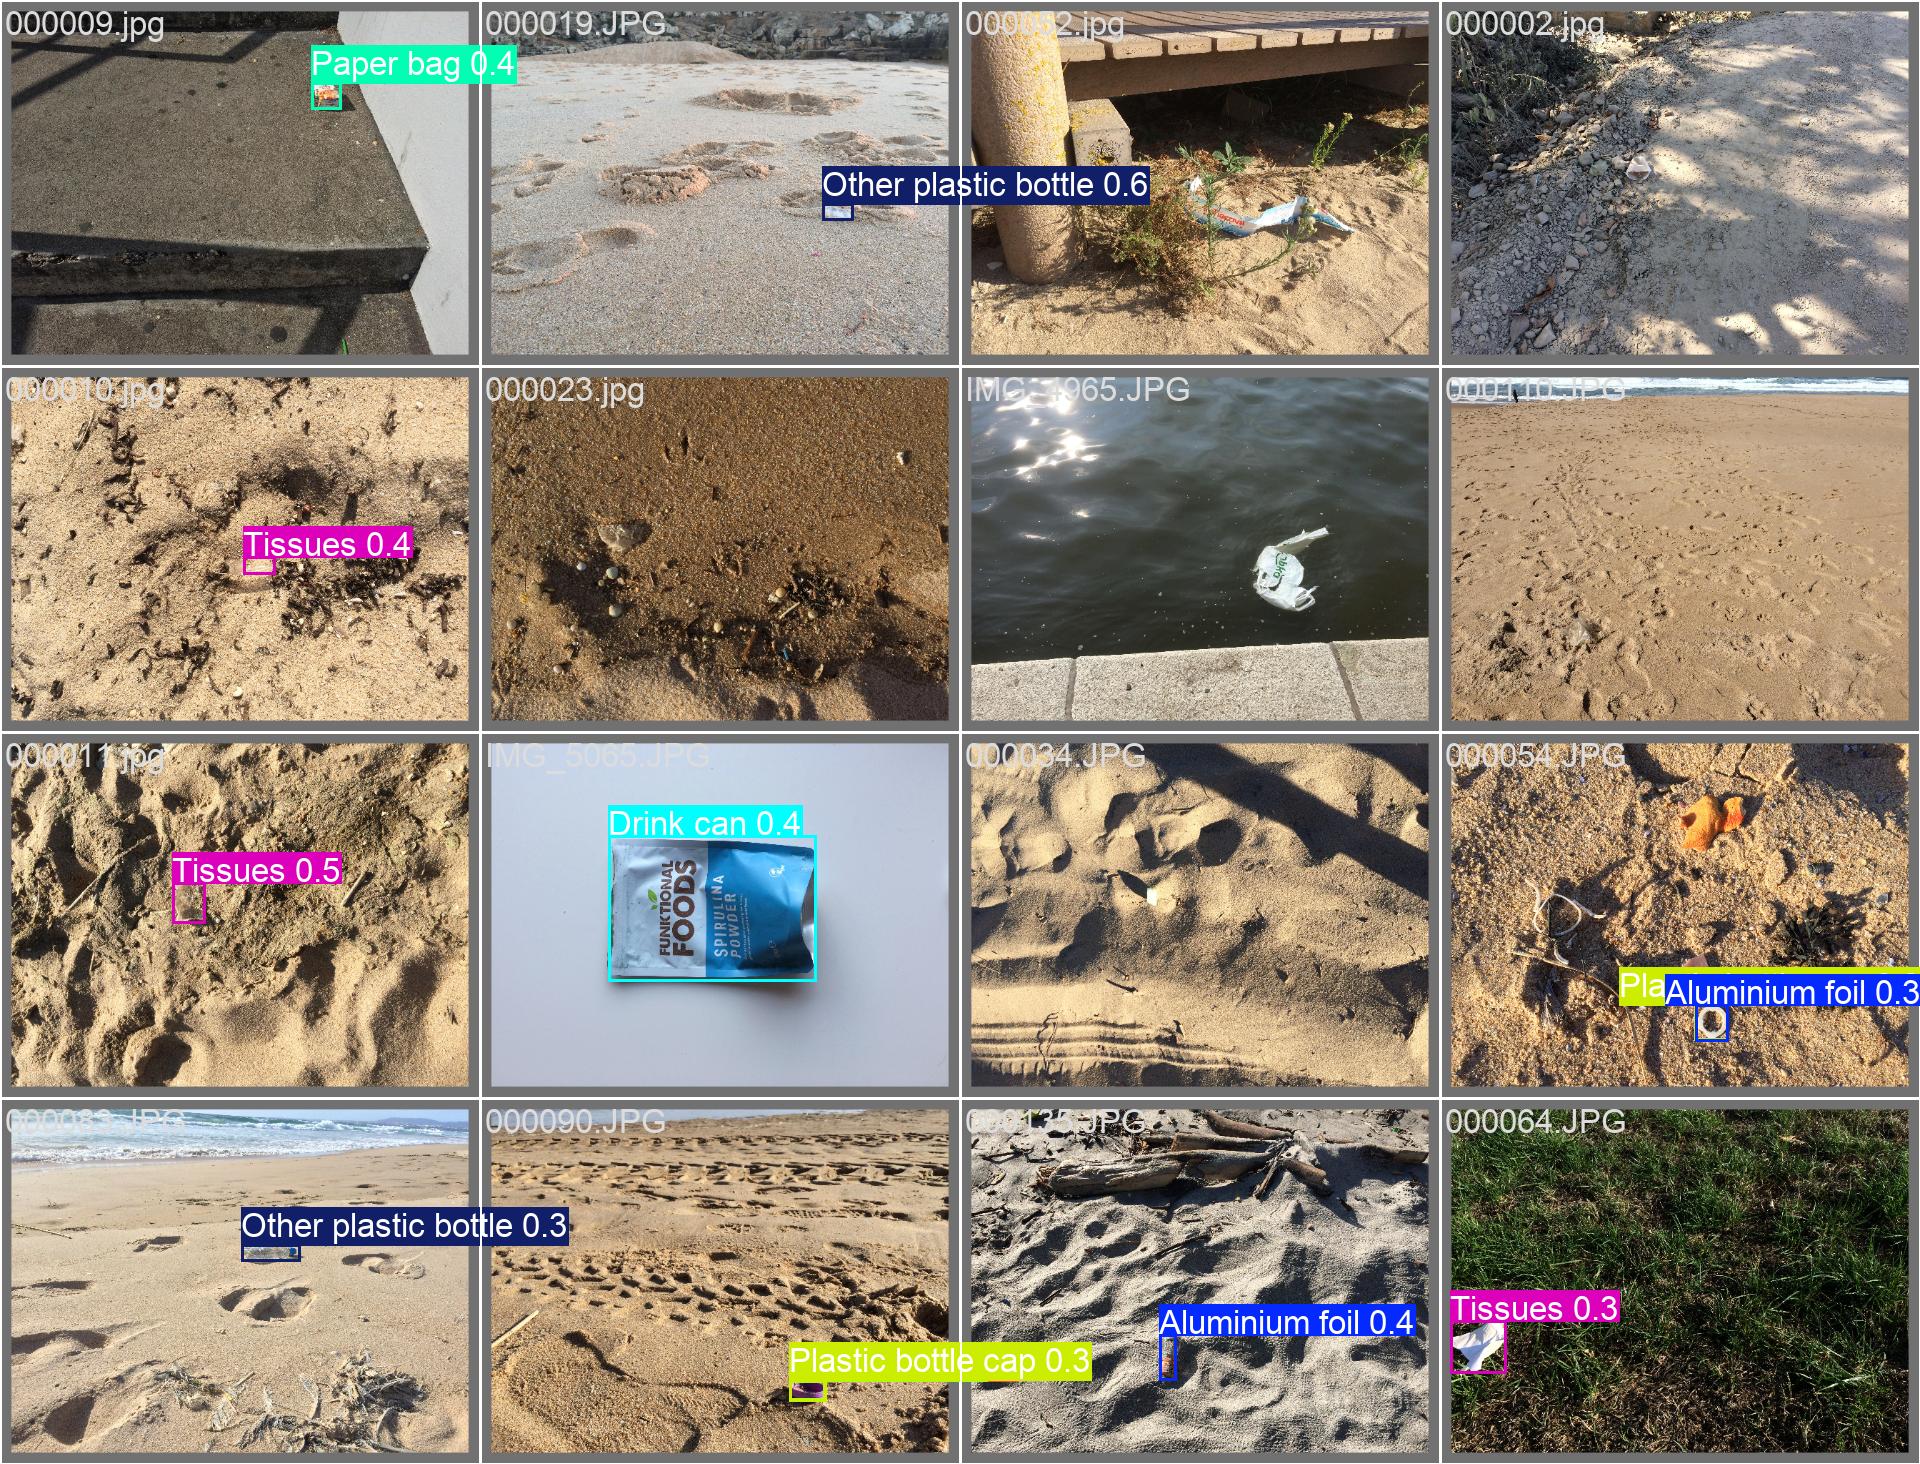 000009.jpg
000019.JPG
000052.jpg
000002.jpg
Paper bag 0.4
Other plastic bottle 0.6
000010.jpg
000023.jpg
IMG_4965.JPG
000110.JPG
Tissues 0.4
000011.jpg
IMG_5065.JPG
000034.JPG
000054.JPG
Tissues 0.5
Drink can 0.4
FUNKTIONAL
FOODS
SPIRULINA
POWDER
Pla
Aluminium foil 0.3
000083.JPG
000090.JPG
000135.JPG
000064.JPG
Other plastic bottle 0.3
Plastic bottle cap 0.3
Aluminium foil 0.4
Tissues 0.3